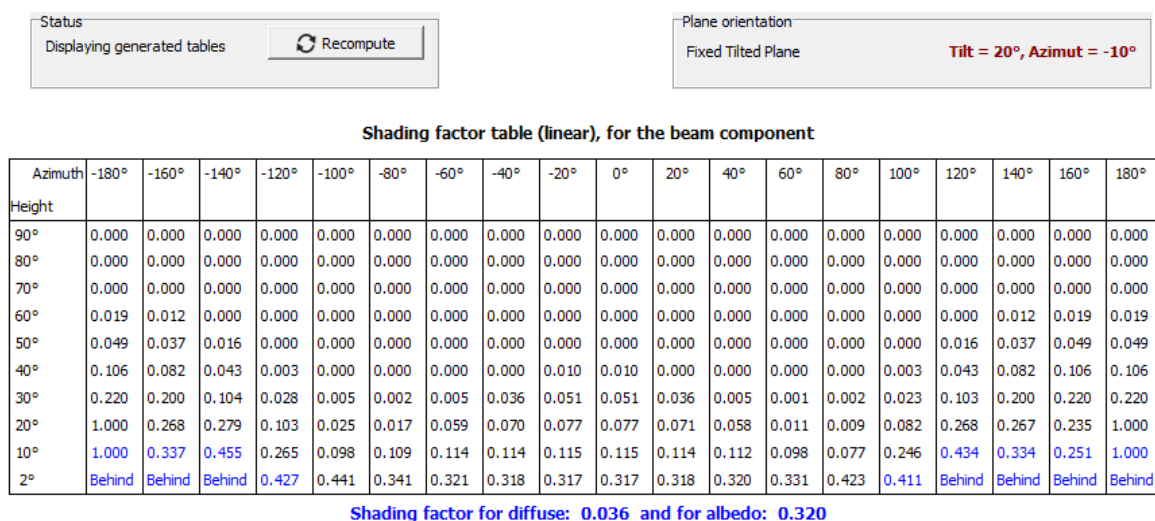 Status
Displaying generated tables Recompute
Plane orientation
Fixed Tilted Plane Tilt = 20°, Azimut = -10°
Shading factor table (linear), for the beam component
Azimuth -180° -160° -140° -120° -100° -80° -60° -40° -20° 0° 20° 40° 60° 80° 100° 120° 140° 160° 180°
Height
90° 0.000 0.000 0.000 0.000 0.000 0.000 0.000 0.000 0.000 0.000 0.000 0.000 0.000 0.000 0.000 0.000 0.000 0.000 0.000
80° 0.000 0.000 0.000 0.000 0.000 0.000 0.000 0.000 0.000 0.000 0.000 0.000 0.000 0.000 0.000 0.000 0.000 0.000 0.000
70° 0.000 0.000 0.000 0.000 0.000 0.000 0.000 0.000 0.000 0.000 0.000 0.000 0.000 0.000 0.000 0.000 0.000 0.000 0.000
60° 0.019 0.012 0.000 0.000 0.000 0.000 0.000 0.000 0.000 0.000 0.000 0.000 0.000 0.000 0.000 0.000 0.012 0.019 0.019
50° 0.049 0.037 0.016 0.000 0.000 0.000 0.000 0.000 0.000 0.000 0.000 0.000 0.000 0.000 0.000 0.016 0.037 0.049 0.049
40° 0.106 0.082 0.043 0.003 0.000 0.000 0.000 0.000 0.010 0.010 0.000 0.000 0.000 0.000 0.003 0.043 0.082 0.106 0.106
30° 0.220 0.200 0.104 0.028 0.005 0.002 0.005 0.036 0.051 0.051 0.036 0.005 0.001 0.002 0.023 0.103 0.200 0.220 0.220
20° 1.000 0.268 0.279 0.103 0.025 0.017 0.059 0.070 0.077 0.077 0.071 0.058 0.011 0.009 0.082 0.268 0.267 0.235 1.000
10° 1.000 0.337 0.455 0.265 0.098 0.109 0.114 0.114 0.115 0.115 0.114 0.112 0.098 0.077 0.246 0.434 0.334 0.251 1.000
2° Behind Behind Behind 0.427 0.441 0.341 0.321 0.318 0.317 0.317 0.318 0.320 0.331 0.423 0.411 Behind Behind Behind Behind
Shading factor for diffuse: 0.036 and for albedo: 0.320